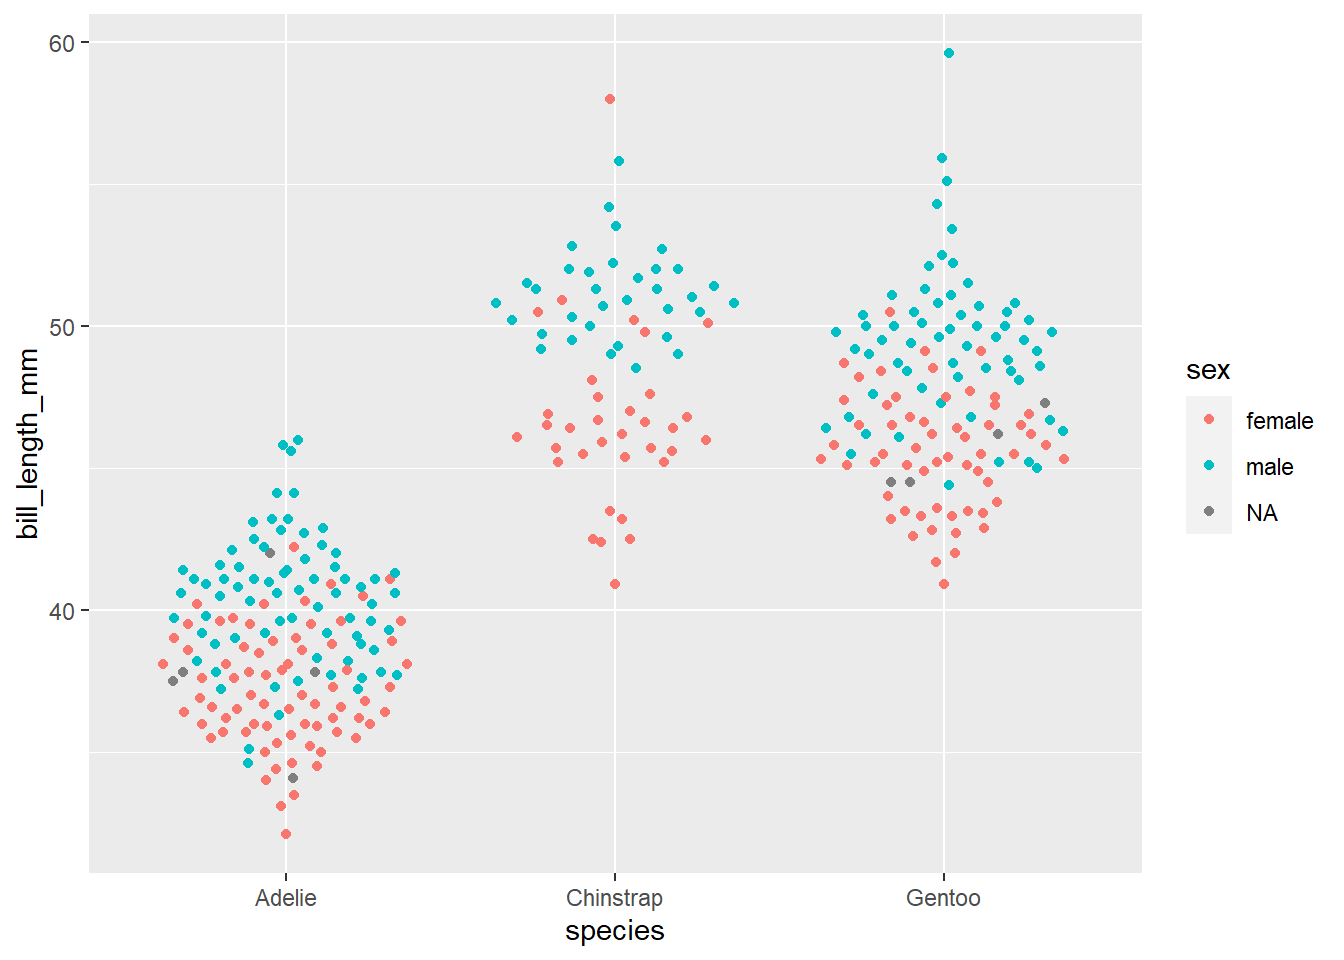 60
50
40
bill_length_mm
Adelie
Chinstrap
Gentoo
species
sex
female
male
NA